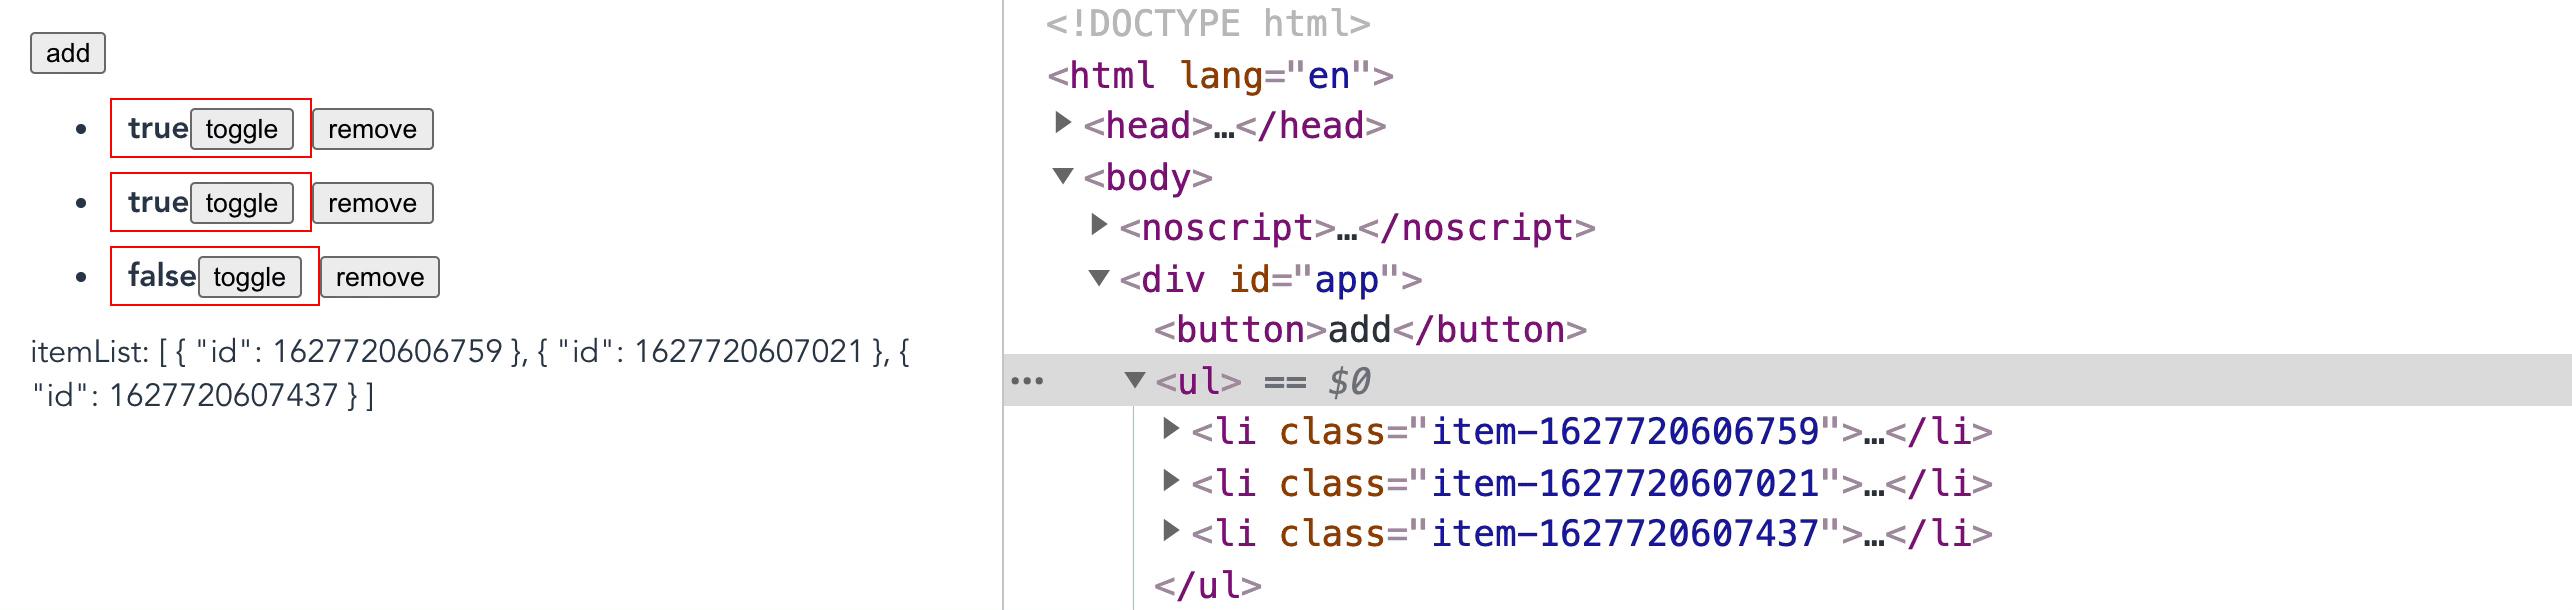 add
true toggle remove
true toggle remove
false toggle remove
itemList: [ { "id": 1627720606759 }, { "id": 1627720607021 }, {
"id": 1627720607437 } ]
<!DOCTYPE html>
<html lang="en">
<head>…</head>
<body>
<noscript>…</noscript>
<div id="app">
<button>add</button>
… <ul> == $0
<li class="item-1627720606759">…</li>
<li class="item-1627720607021">…</li>
<li class="item-1627720607437">…</li>
</ul>